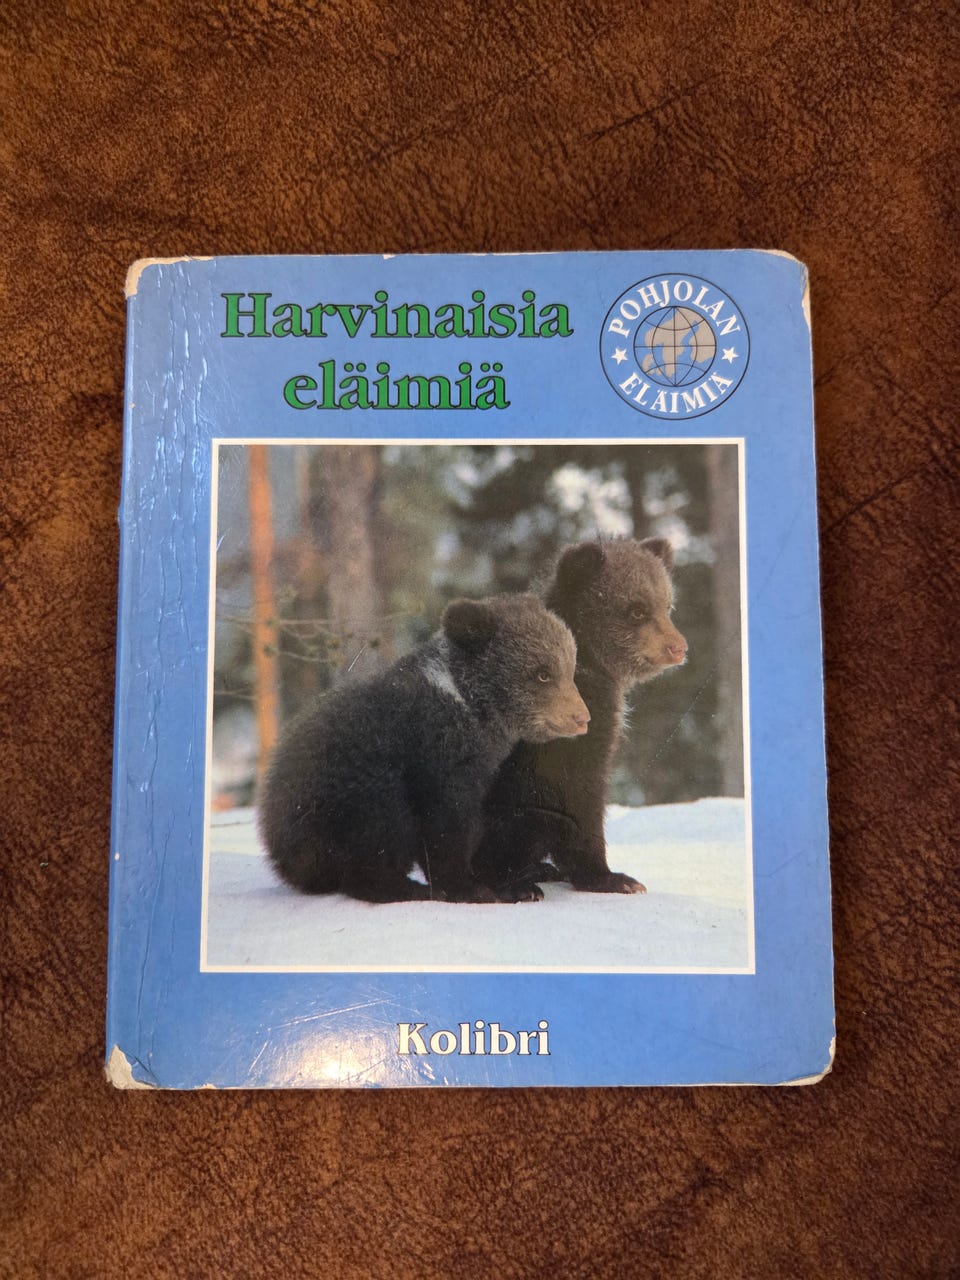 Harvinaisia
eläimiä
POHJOLAN
ELÄIMIÄ
Kolibri